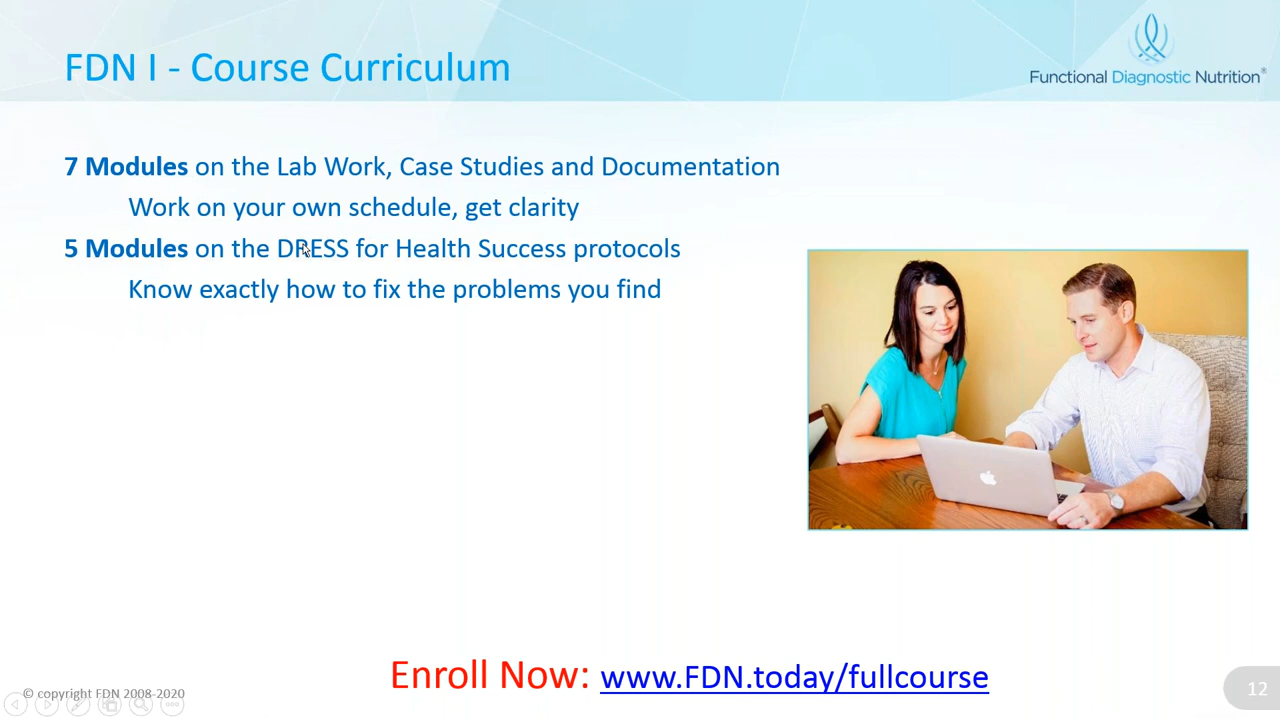 FDN I - Course Curriculum
Functional Diagnostic Nutrition®
7 Modules on the Lab Work, Case Studies and Documentation
Work on your own schedule, get clarity
5 Modules on the DRESS for Health Success protocols
Know exactly how to fix the problems you find
Enroll Now: www.FDN.today/fullcourse
© copyright FDN 2008-2020
12